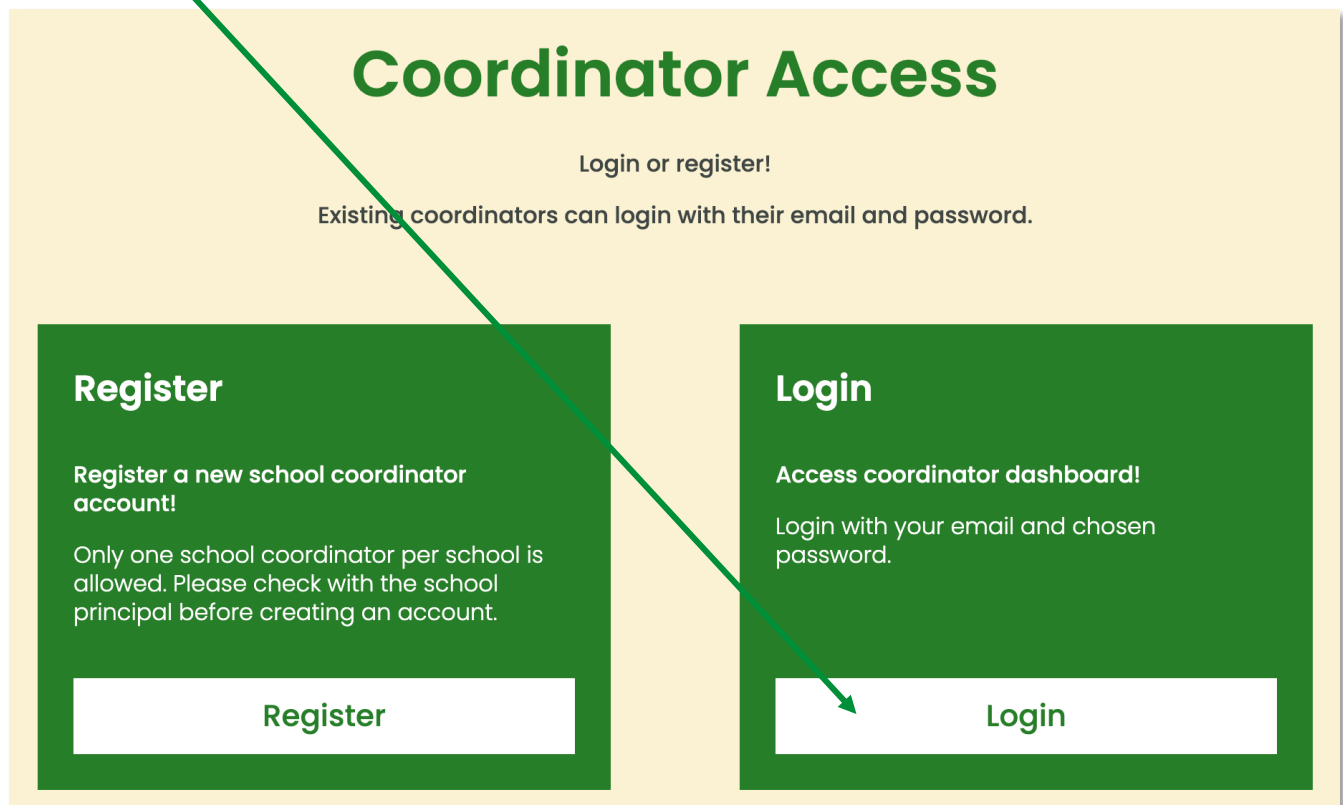 Coordinator Access
Login or register!
Existing coordinators can login with their email and password.
Register
Register a new school coordinator
account!
Only one school coordinator per school is
allowed. Please check with the school
principal before creating an account.
Register
Login
Access coordinator dashboard!
Login with your email and chosen
password.
Login